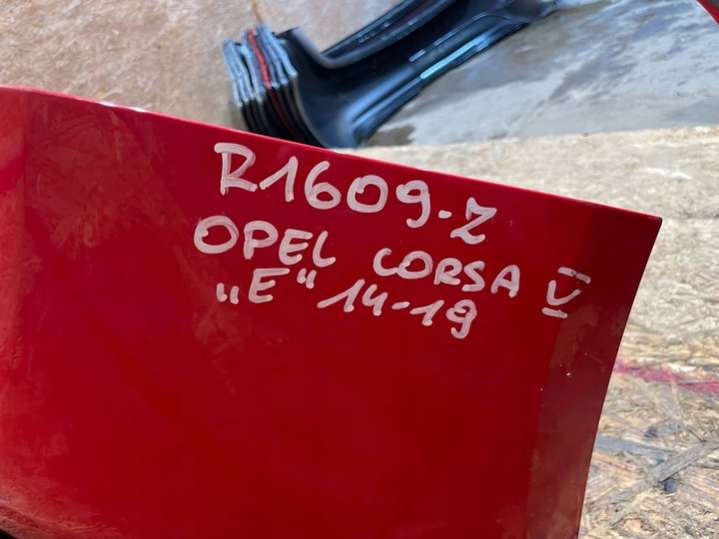 R1609-Z
OPEL CORSA V
„E“ 14-19